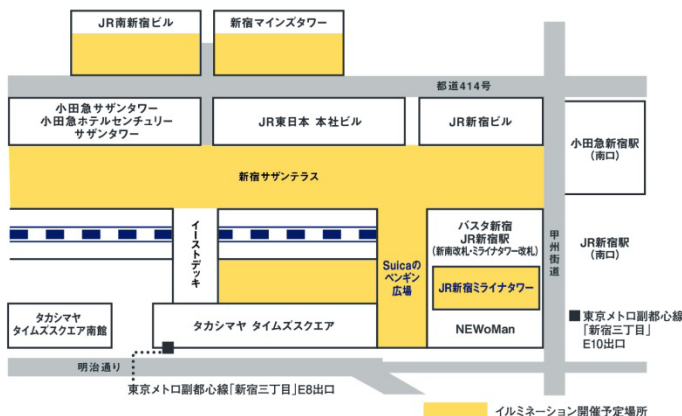 JR南新宿ビル
新宿マインズタワー
都道414号
小田急サザンタワー
小田急ホテルセンチュリー
サザンタワー
JR東日本 本社ビル
JR新宿ビル
小田急新宿駅
(南口)
新宿サザンテラス
イーストデッキ
Suicaの
ペンギン
広場
バスタ新宿
JR新宿駅
(新南改札・ミライナタワー改札)
JR新宿ミライナタワー
NEWoMan
甲州街道
JR新宿駅
(南口)
タカシマヤ
タイムズスクエア南館
タカシマヤ タイムズスクエア
東京メトロ副都心線
「新宿三丁目」
E10出口
明治通り
東京メトロ副都心線「新宿三丁目」E8出口
イルミネーション開催予定場所